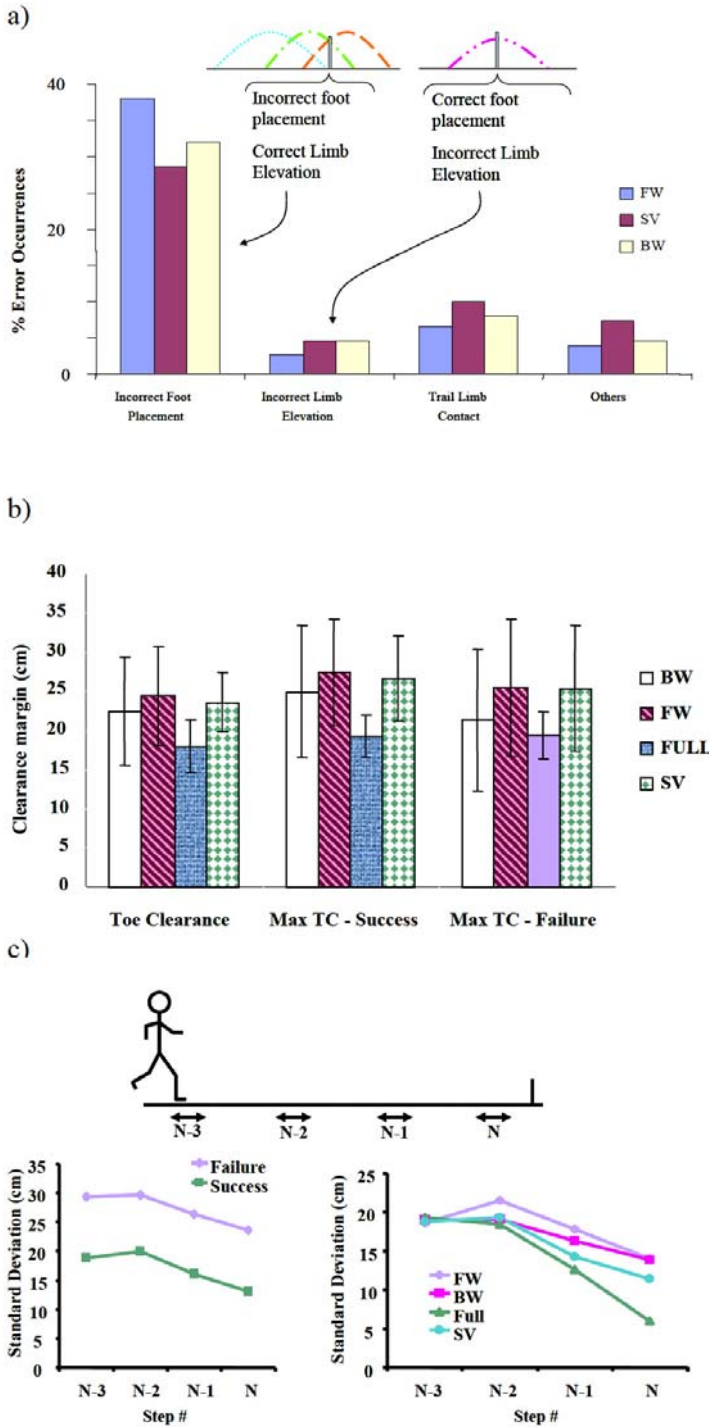 a)
40
20
0
% Error Occurrences
Incorrect foot
placement
Correct Limb
Elevation
Correct foot
placement
Incorrect Limb
Elevation
FW
SV
BW
Incorrect Foot
Placement
Incorrect Limb
Elevation
Trail Limb
Contact
Others
b)
40
35
30
25
20
15
10
5
0
Clearance margin (cm)
BW
FW
FULL
SV
Toe Clearance
Max TC - Success
Max TC - Failure
c)
N-3
N-2
N-1
N
35
30
25
20
15
10
5
0
Standard Deviation (cm)
Failure
Success
N-3
N-2
N-1
N
Step #
25
20
15
10
5
0
Standard Deviation (cm)
FW
BW
Full
SV
N-3
N-2
N-1
N
Step #